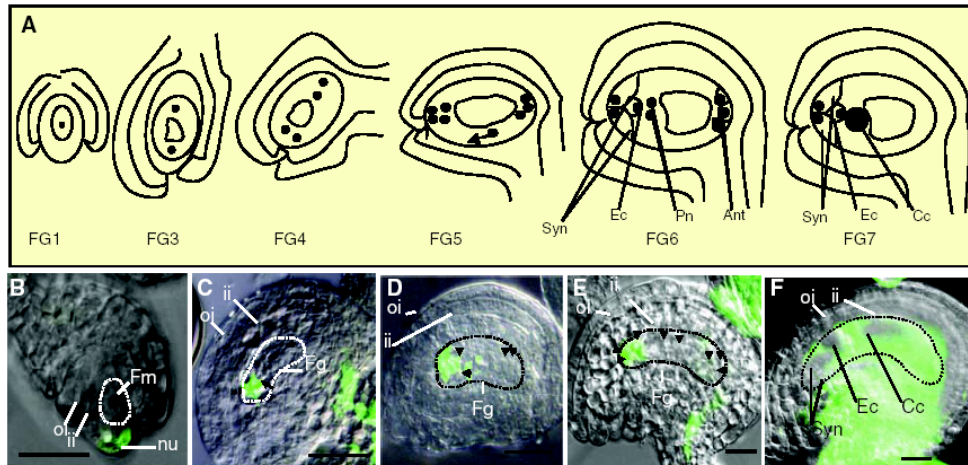 A
Syn Ec Pn Ant Syn Ec Cc
FG1 FG3 FG4 FG5 FG6 FG7
B C D E F
oi ii Fm nu
oi ii Fg
oi ii Fg
oi ii Fg
oi ii Syn Ec Cc